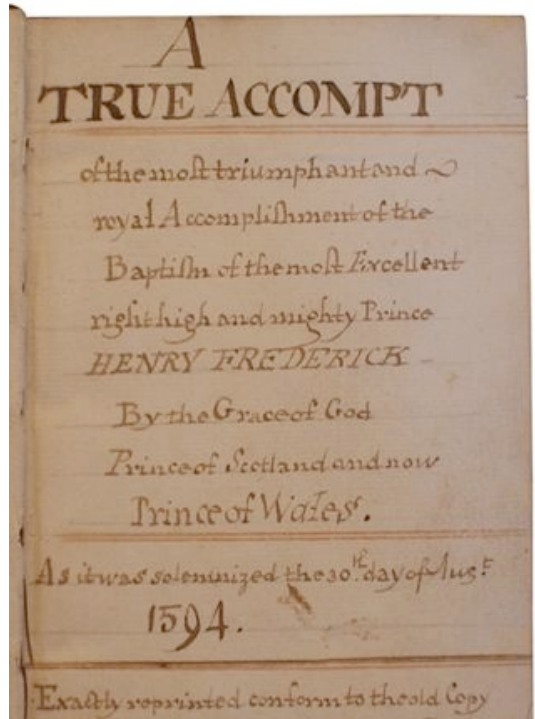 A
TRUE ACCOMPT
of the most triumphant and
royal Accomplishment of the
Baptism of the most Excellent
right high and mighty Prince
HENRY FREDERICK
By the Grace of God
Prince of Scotland and now
Prince of Wales.
As it was solemnized the 30th. day of Augt.
1594.
Exactly reprinted conform to the old Copy